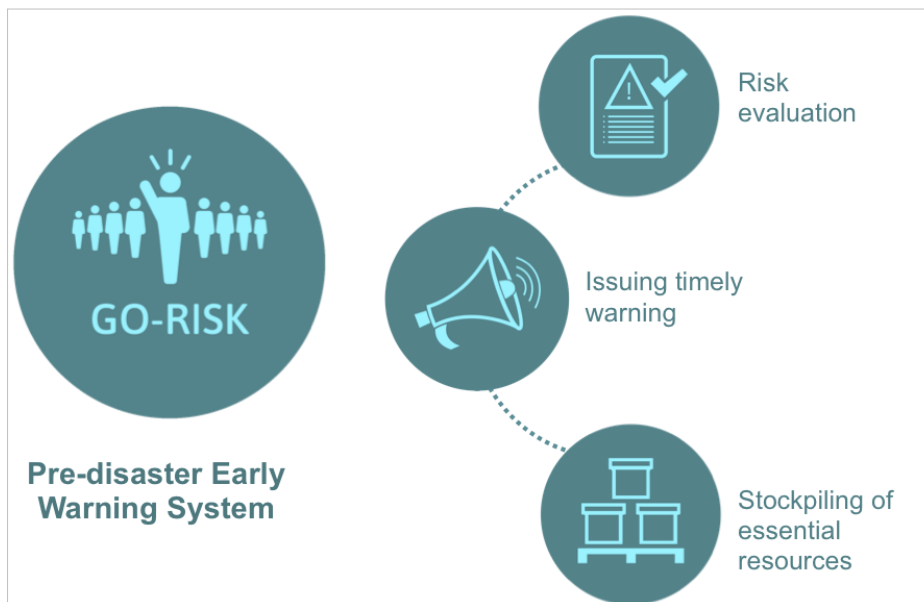 GO-RISK
Pre-disaster Early
Warning System
Risk
evaluation
Issuing timely
warning
Stockpiling of
essential
resources